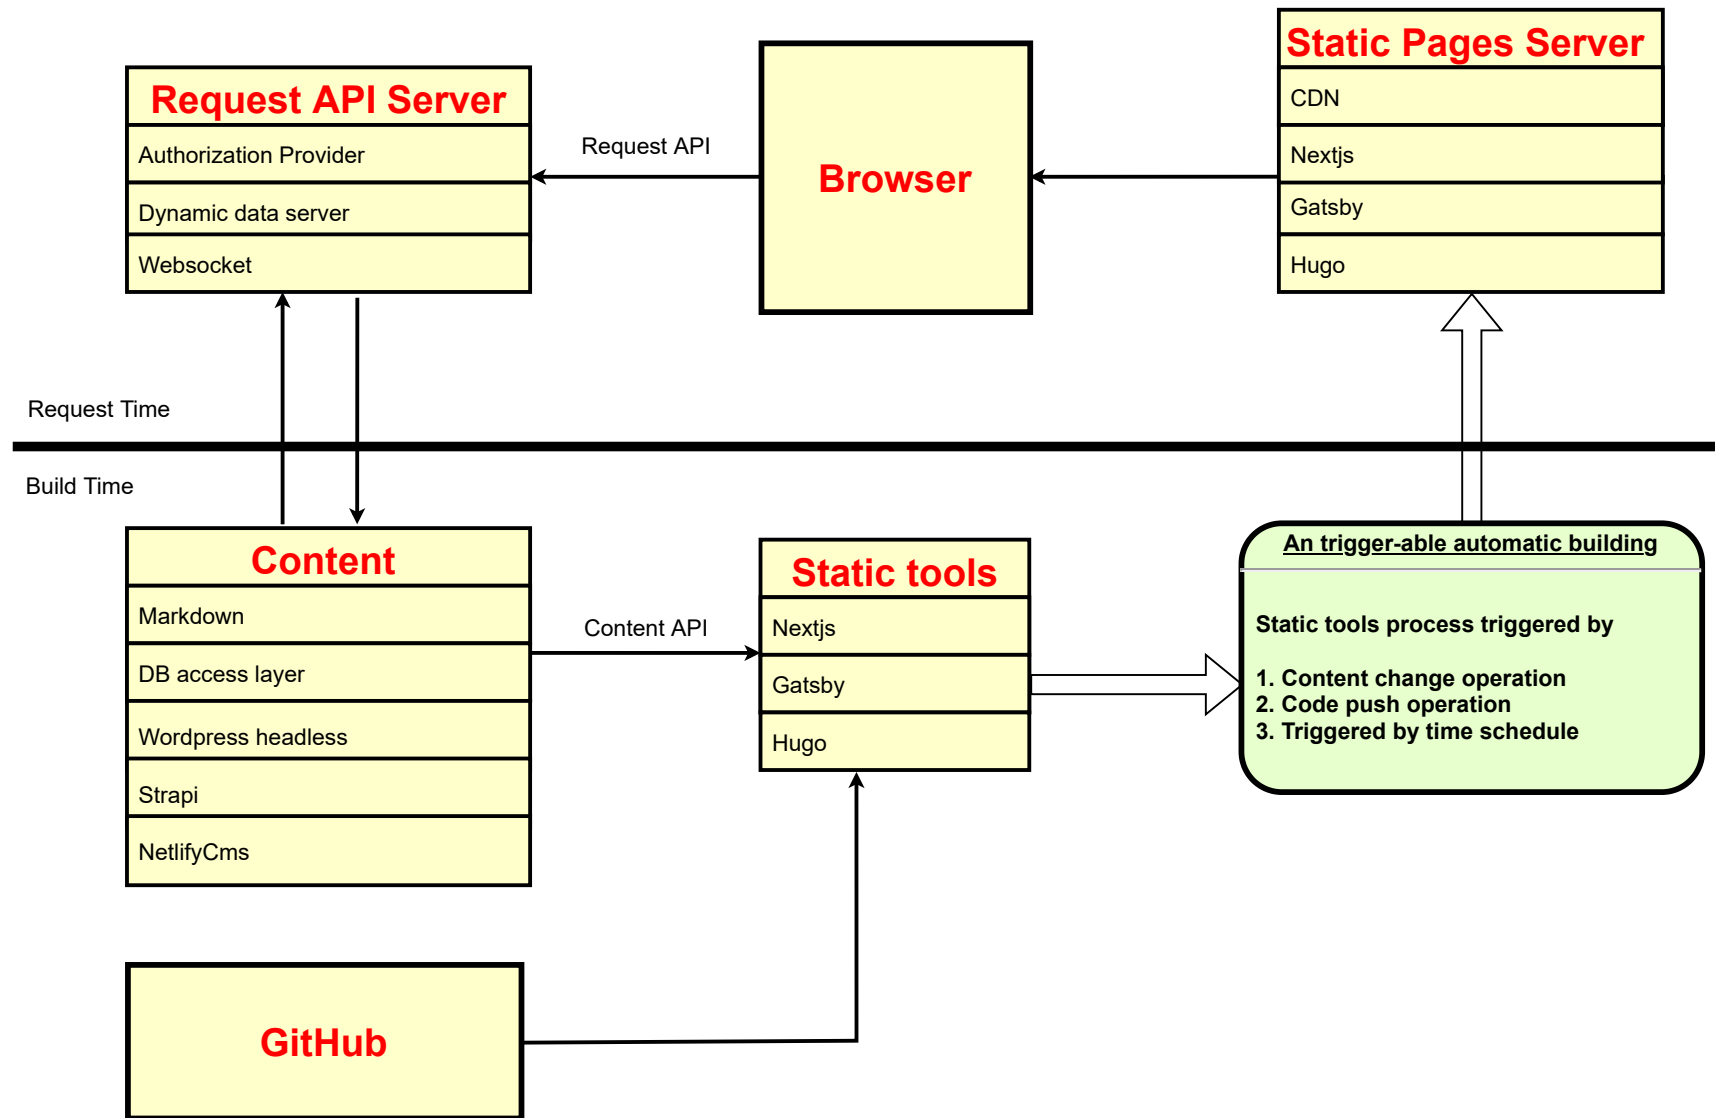 Request API Server
Authorization Provider
Dynamic data server
Websocket
Request API
Browser
Static Pages Server
CDN
Nextjs
Gatsby
Hugo
Request Time
Build Time
Content
Markdown
DB access layer
Wordpress headless
Strapi
NetlifyCms
Content API
Static tools
Nextjs
Gatsby
Hugo
An trigger-able automatic building
Static tools process triggered by
1. Content change operation
2. Code push operation
3. Triggered by time schedule
GitHub